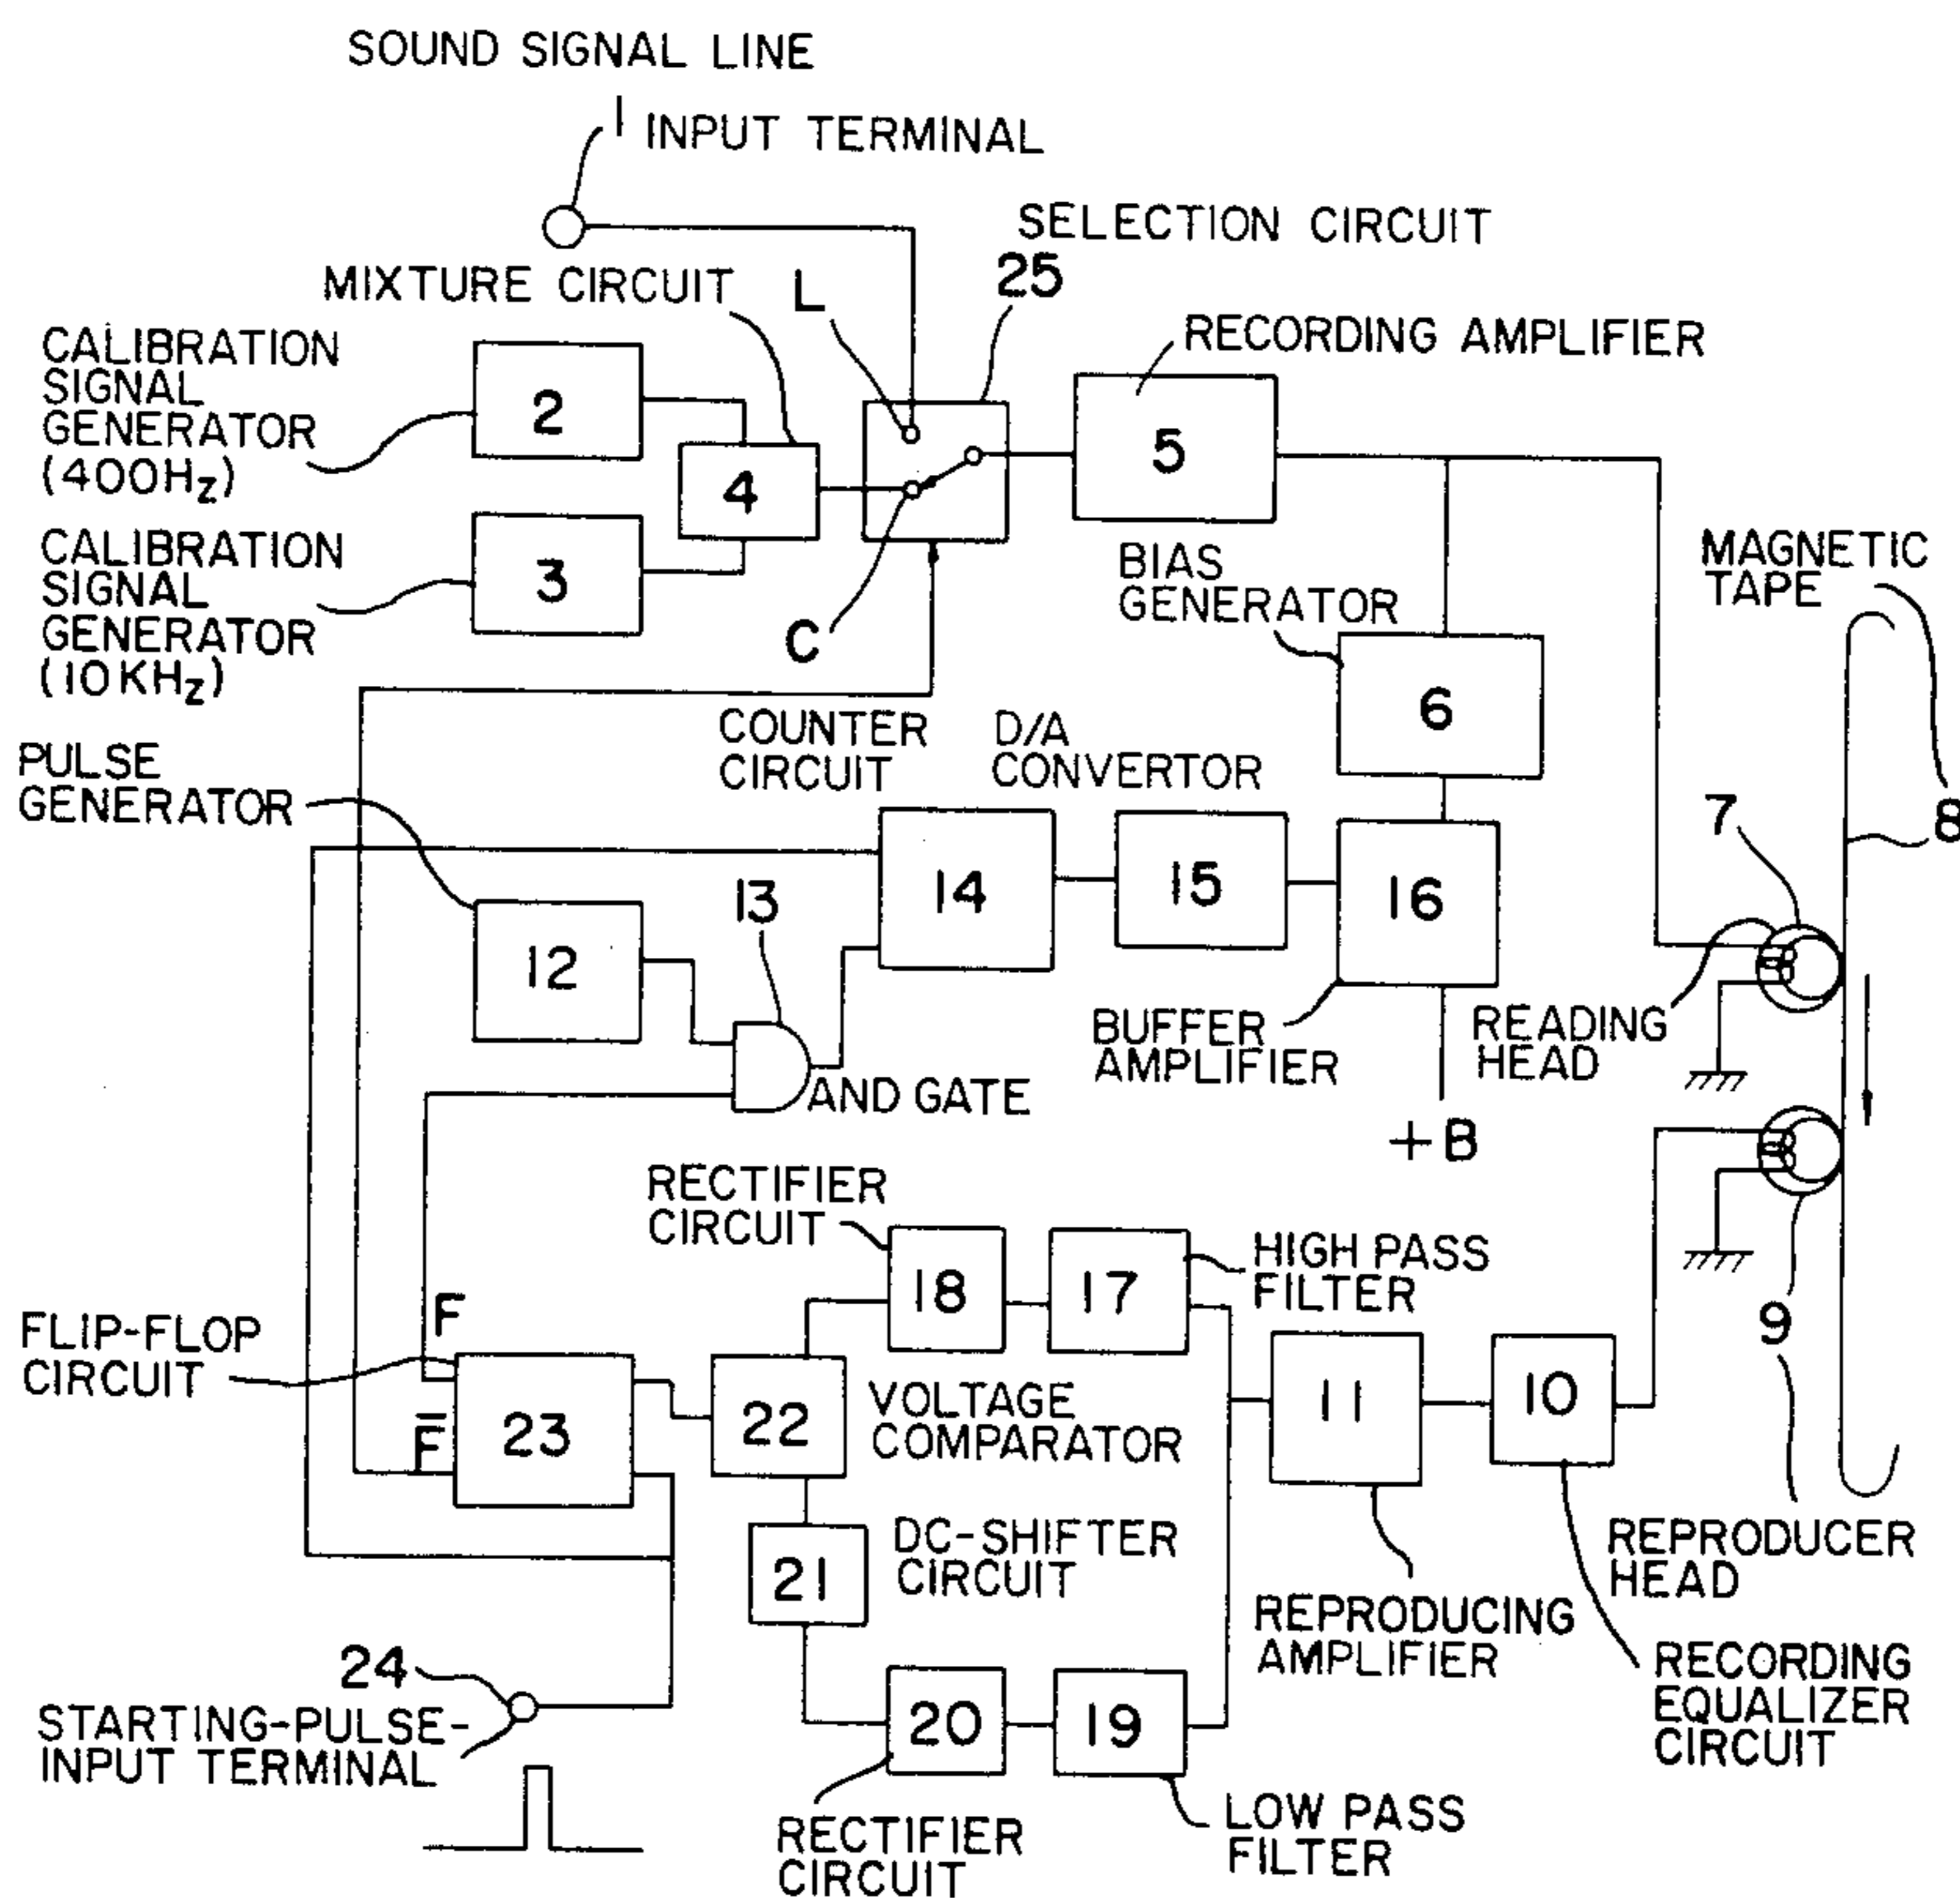 SOUND SIGNAL LINE
1 INPUT TERMINAL
SELECTION CIRCUIT
25
MIXTURE CIRCUIT
L
RECORDING AMPLIFIER
CALIBRATION
SIGNAL
GENERATOR
(400Hz)
2
4
5
CALIBRATION
SIGNAL
GENERATOR
(10KHz)
3
C
BIAS
GENERATOR
6
MAGNETIC
TAPE
8
PULSE
GENERATOR
COUNTER
CIRCUIT
D/A
CONVERTOR
7
12
13
14
15
16
AND GATE
BUFFER
AMPLIFIER
READING
HEAD
+B
RECTIFIER
CIRCUIT
18
17
HIGH PASS
FILTER
9
FLIP-FLOP
CIRCUIT
F
F̅
23
22
VOLTAGE
COMPARATOR
11
10
21
DC-SHIFTER
CIRCUIT
REPRODUCER
HEAD
REPRODUCING
AMPLIFIER
RECORDING
EQUALIZER
CIRCUIT
24
STARTING-PULSE-
INPUT TERMINAL
20
19
RECTIFIER
CIRCUIT
LOW PASS
FILTER